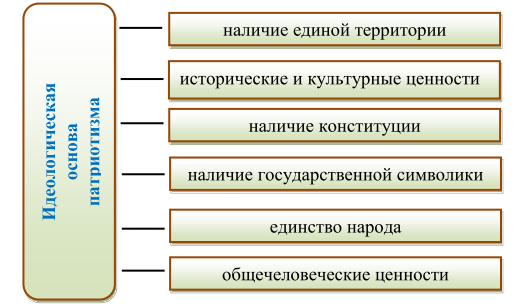 Идеологическая
основа
патриотизма
наличие единой территории
исторические и культурные ценности
наличие конституции
наличие государственной символики
единство народа
общечеловеческие ценности